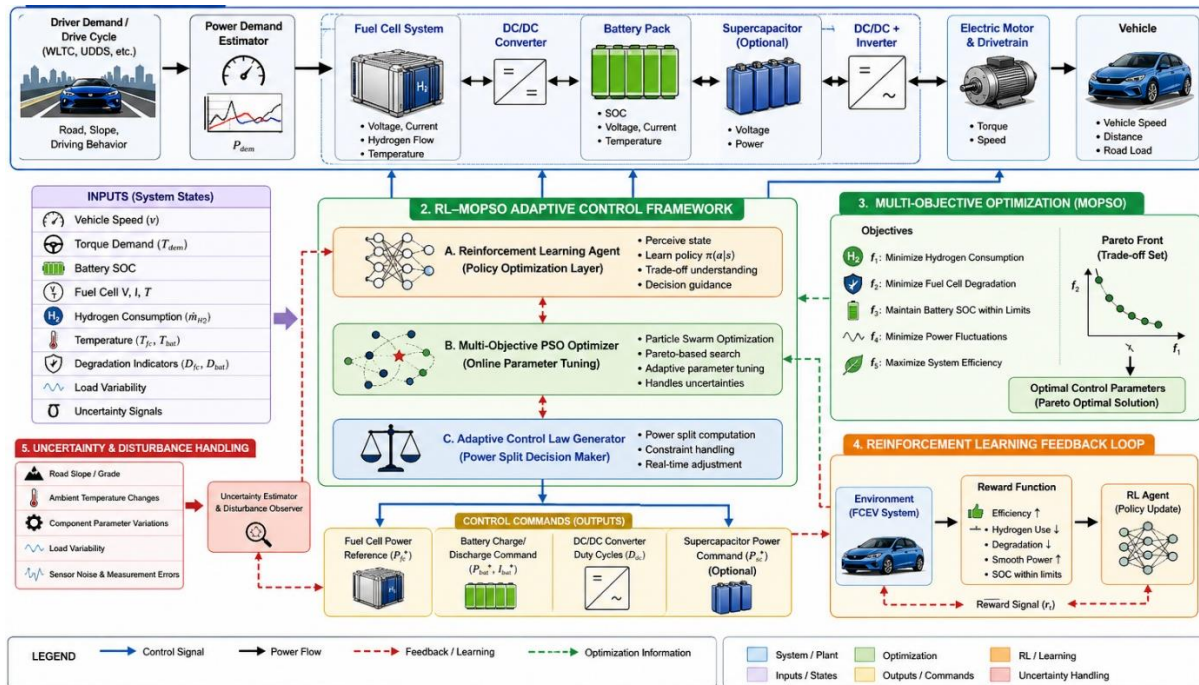 Driver Demand /
Drive Cycle
(WLTC, UDDS, etc.)
Road, Slope,
Driving Behavior
Power Demand
Estimator
P_dem
Fuel Cell System
H₂
• Voltage, Current
• Hydrogen Flow
• Temperature
DC/DC
Converter
Battery Pack
• SOC
• Voltage, Current
• Temperature
Supercapacitor
(Optional)
• Voltage
• Power
DC/DC +
Inverter
Electric Motor
& Drivetrain
• Torque
• Speed
Vehicle
• Vehicle Speed
• Distance
• Road Load
INPUTS (System States)
Vehicle Speed (v)
Torque Demand (T_dem)
Battery SOC
Fuel Cell V, I, T
H₂ Hydrogen Consumption (ṁ_H2)
Temperature (T_fc, T_bat)
Degradation Indicators (D_fc, D_bat)
Load Variability
Uncertainty Signals
2. RL–MOPSO ADAPTIVE CONTROL FRAMEWORK
A. Reinforcement Learning Agent
(Policy Optimization Layer)
• Perceive state
• Learn policy π(a|s)
• Trade-off understanding
• Decision guidance
B. Multi-Objective PSO Optimizer
(Online Parameter Tuning)
• Particle Swarm Optimization
• Pareto-based search
• Adaptive parameter tuning
• Handles uncertainties
C. Adaptive Control Law Generator
(Power Split Decision Maker)
• Power split computation
• Constraint handling
• Real-time adjustment
3. MULTI-OBJECTIVE OPTIMIZATION (MOPSO)
Objectives
H₂ f₁: Minimize Hydrogen Consumption
f₂: Minimize Fuel Cell Degradation
f₃: Maintain Battery SOC within Limits
f₄: Minimize Power Fluctuations
f₅: Maximize System Efficiency
Pareto Front
(Trade-off Set)
f₂
f₁
Optimal Control Parameters
(Pareto Optimal Solution)
5. UNCERTAINTY & DISTURBANCE HANDLING
Road Slope / Grade
Ambient Temperature Changes
Component Parameter Variations
Load Variability
Sensor Noise & Measurement Errors
Uncertainty Estimator
& Disturbance Observer
CONTROL COMMANDS (OUTPUTS)
Fuel Cell Power
Reference (P_fc*)
Battery Charge/
Discharge Command
(P_bat*, I_bat*)
DC/DC Converter
Duty Cycles (D_dc)
Supercapacitor Power
Command (P_sc*)
(Optional)
4. REINFORCEMENT LEARNING FEEDBACK LOOP
Environment
(FCEV System)
Reward Function
Efficiency ↑
• Hydrogen Use ↓
• Degradation ↓
• Smooth Power ↑
• SOC within limits
RL Agent
(Policy Update)
Reward Signal (r_t)
LEGEND
Control Signal
Power Flow
Feedback / Learning
Optimization Information
System / Plant
Optimization
RL / Learning
Inputs / States
Outputs / Commands
Uncertainty Handling